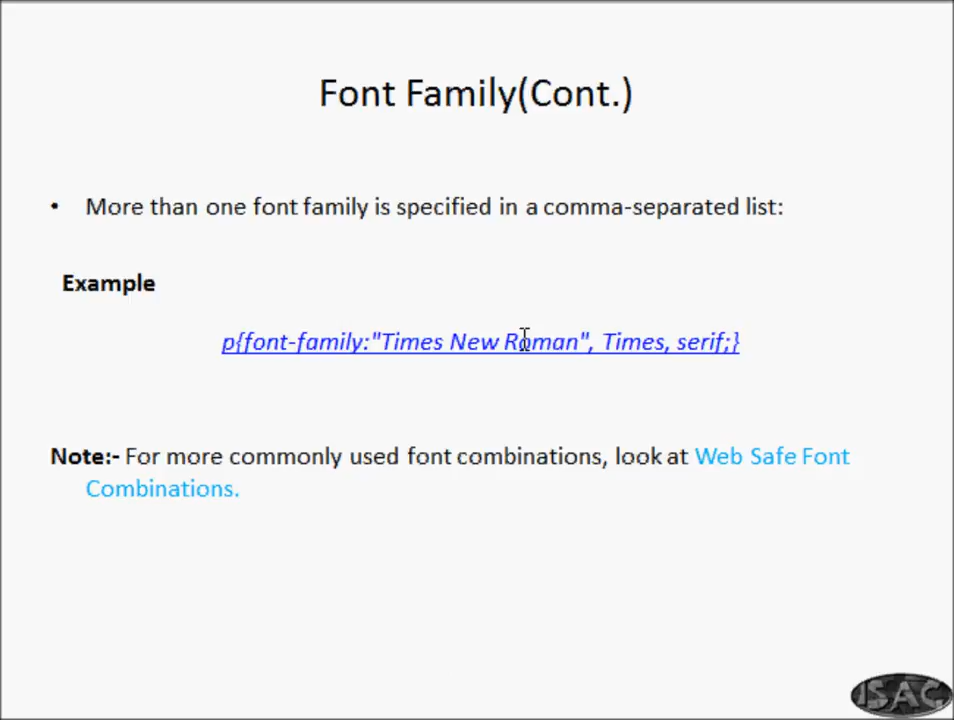 Font Family(Cont.)
• More than one font family is specified in a comma-separated list:
Example
p{font-family:"Times New Roman", Times, serif;}
Note:- For more commonly used font combinations, look at Web Safe Font
Combinations.
ISAC